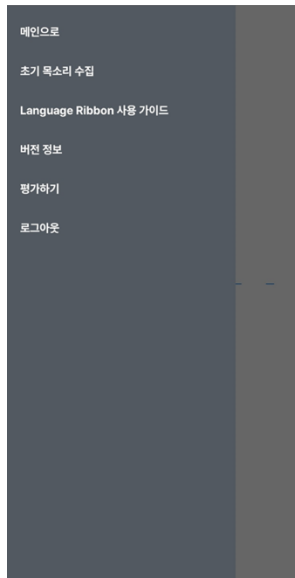 메인으로
초기 목소리 수집
Language Ribbon 사용 가이드
버전 정보
평가하기
로그아웃